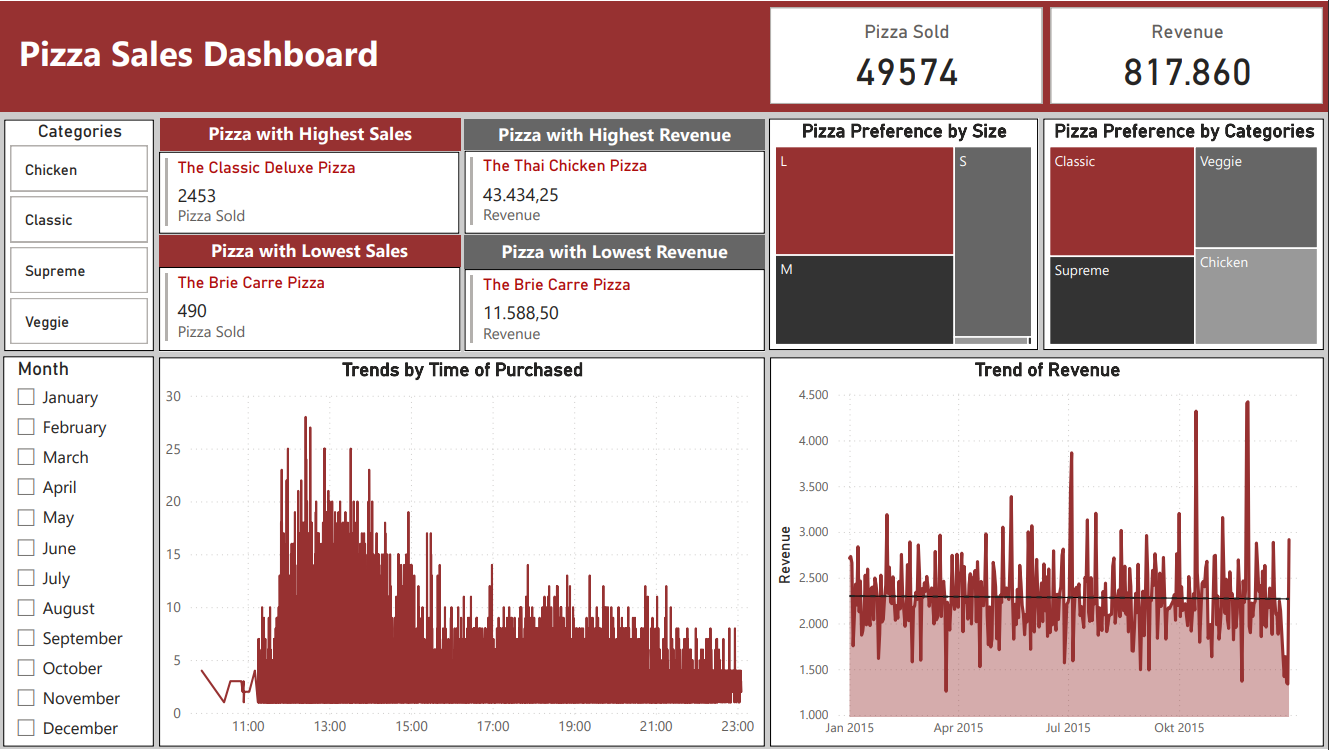 Pizza Sales Dashboard
Pizza Sold
49574
Revenue
817.860
Categories
Chicken
Classic
Supreme
Veggie
Pizza with Highest Sales
The Classic Deluxe Pizza
2453
Pizza Sold
Pizza with Highest Revenue
The Thai Chicken Pizza
43.434,25
Revenue
Pizza with Lowest Sales
The Brie Carre Pizza
490
Pizza Sold
Pizza with Lowest Revenue
The Brie Carre Pizza
11.588,50
Revenue
Pizza Preference by Size
L
S
M
Pizza Preference by Categories
Classic
Veggie
Supreme
Chicken
Month
January
February
March
April
May
June
July
August
September
October
November
December
Trends by Time of Purchased
30
25
20
15
10
5
0
11:00 13:00 15:00 17:00 19:00 21:00 23:00
Trend of Revenue
Revenue
4.500
4.000
3.500
3.000
2.500
2.000
1.500
1.000
Jan 2015 Apr 2015 Jul 2015 Okt 2015